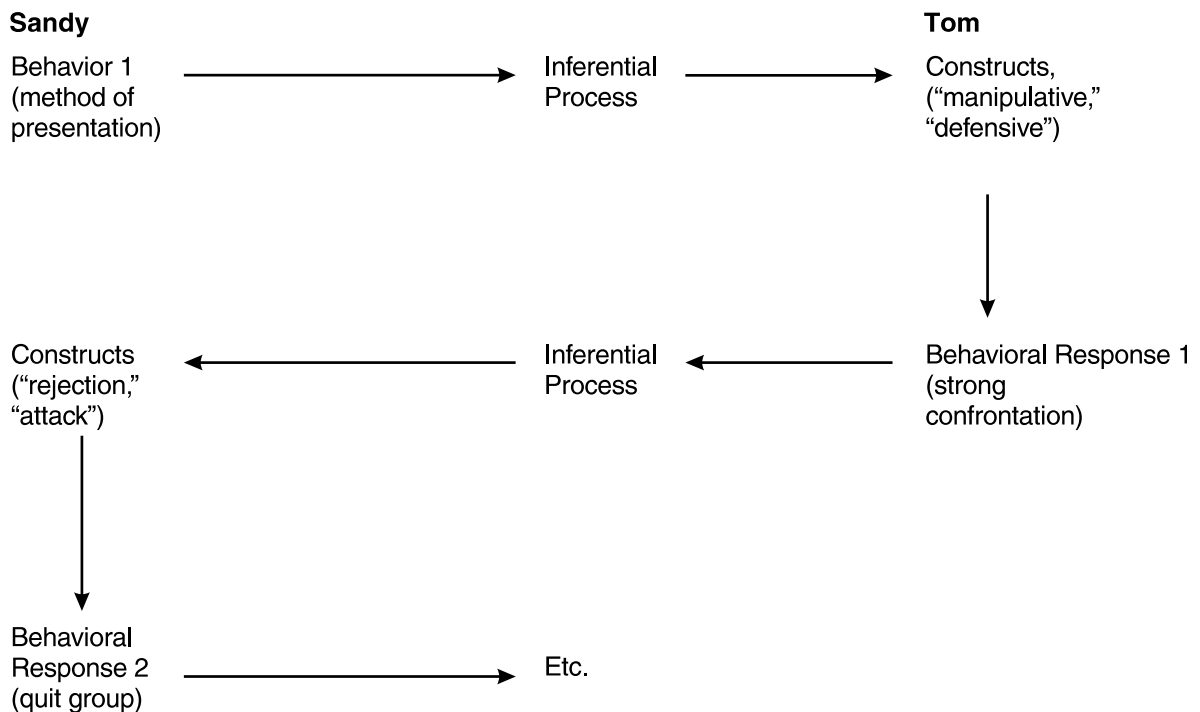 Sandy
Tom
Behavior 1
(method of
presentation)
Inferential
Process
Constructs,
(“manipulative,”
“defensive”)
Constructs
(“rejection,”
“attack”)
Inferential
Process
Behavioral Response 1
(strong
confrontation)
Behavioral
Response 2
(quit group)
Etc.